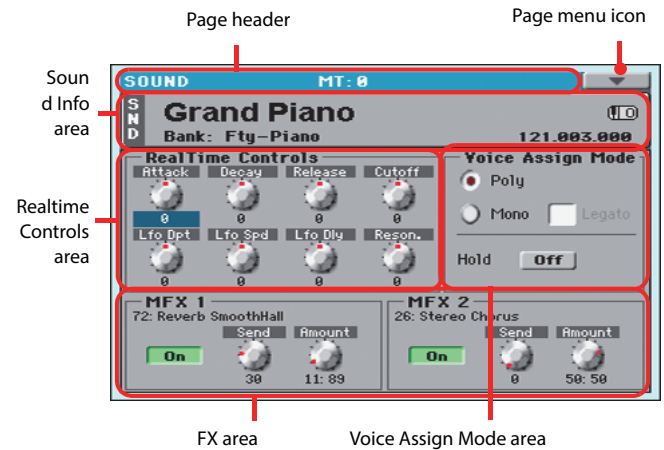 Page header
Page menu icon
Soun
d Info
area
SOUND MT: 0
S
N
D
Grand Piano
Bank: Fty-Piano 121.003.000
Realtime
Controls
area
RealTime Controls
Attack Decay Release Cutoff
0 0 0 0
Lfo Dpt Lfo Spd Lfo Dly Reson.
0 0 0 0
Voice Assign Mode
Poly
Mono Legato
Hold Off
MFX 1
72: Reverb SmoothHall
Send Amount
On
30 11: 89
MFX 2
26: Stereo Chorus
Send Amount
On
0 50: 50
FX area
Voice Assign Mode area